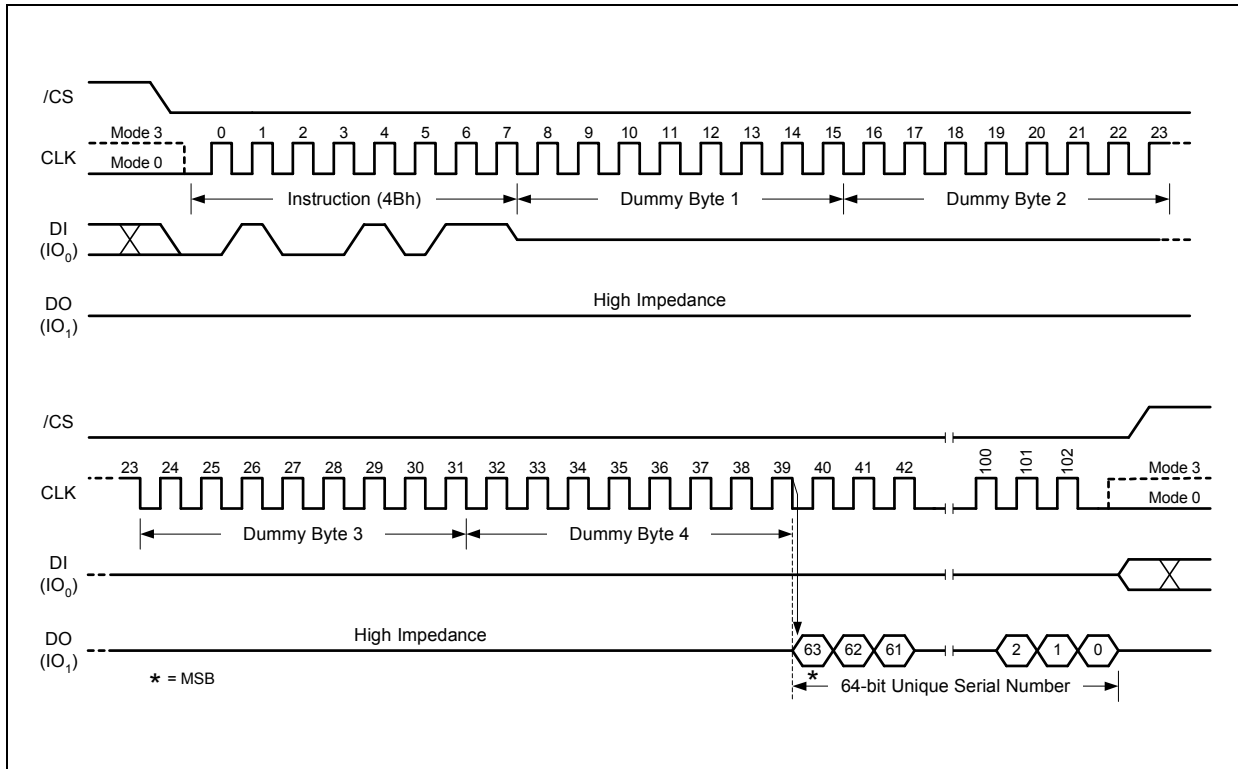 /CS
Mode 3
0 1 2 3 4 5 6 7 8 9 10 11 12 13 14 15 16 17 18 19 20 21 22 23
CLK
Mode 0
Instruction (4Bh)
Dummy Byte 1
Dummy Byte 2
DI
(IO0)
High Impedance
DO
(IO1)
/CS
23 24 25 26 27 28 29 30 31 32 33 34 35 36 37 38 39 40 41 42 100 101 102
Mode 3
CLK
Mode 0
Dummy Byte 3
Dummy Byte 4
DI
(IO0)
High Impedance
DO
(IO1)
63 62 61 2 1 0
* = MSB
*
64-bit Unique Serial Number